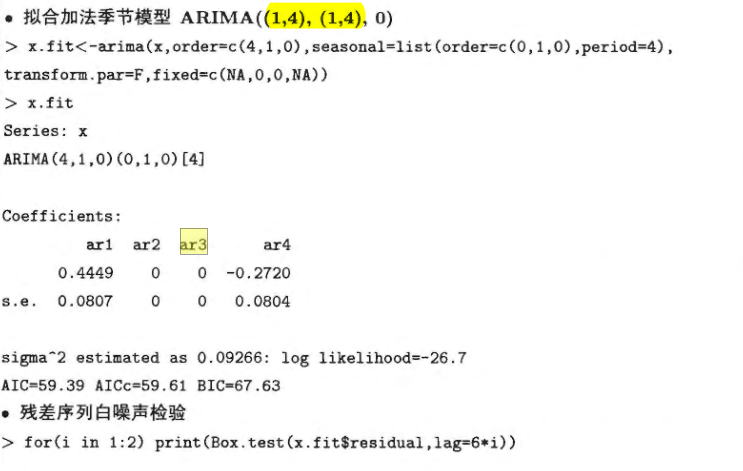 • 拟合加法季节模型 ARIMA((1,4), (1,4), 0)
> x.fit<-arima(x,order=c(4,1,0),seasonal=list(order=c(0,1,0),period=4),
transform.par=F,fixed=c(NA,0,0,NA))
> x.fit
Series: x
ARIMA(4,1,0)(0,1,0)[4]
Coefficients:
ar1 ar2 ar3 ar4
0.4449 0 0 -0.2720
s.e. 0.0807 0 0 0.0804
sigma^2 estimated as 0.09266: log likelihood=-26.7
AIC=59.39 AICc=59.61 BIC=67.63
• 残差序列白噪声检验
> for(i in 1:2) print(Box.test(x.fit$residual,lag=6*i))